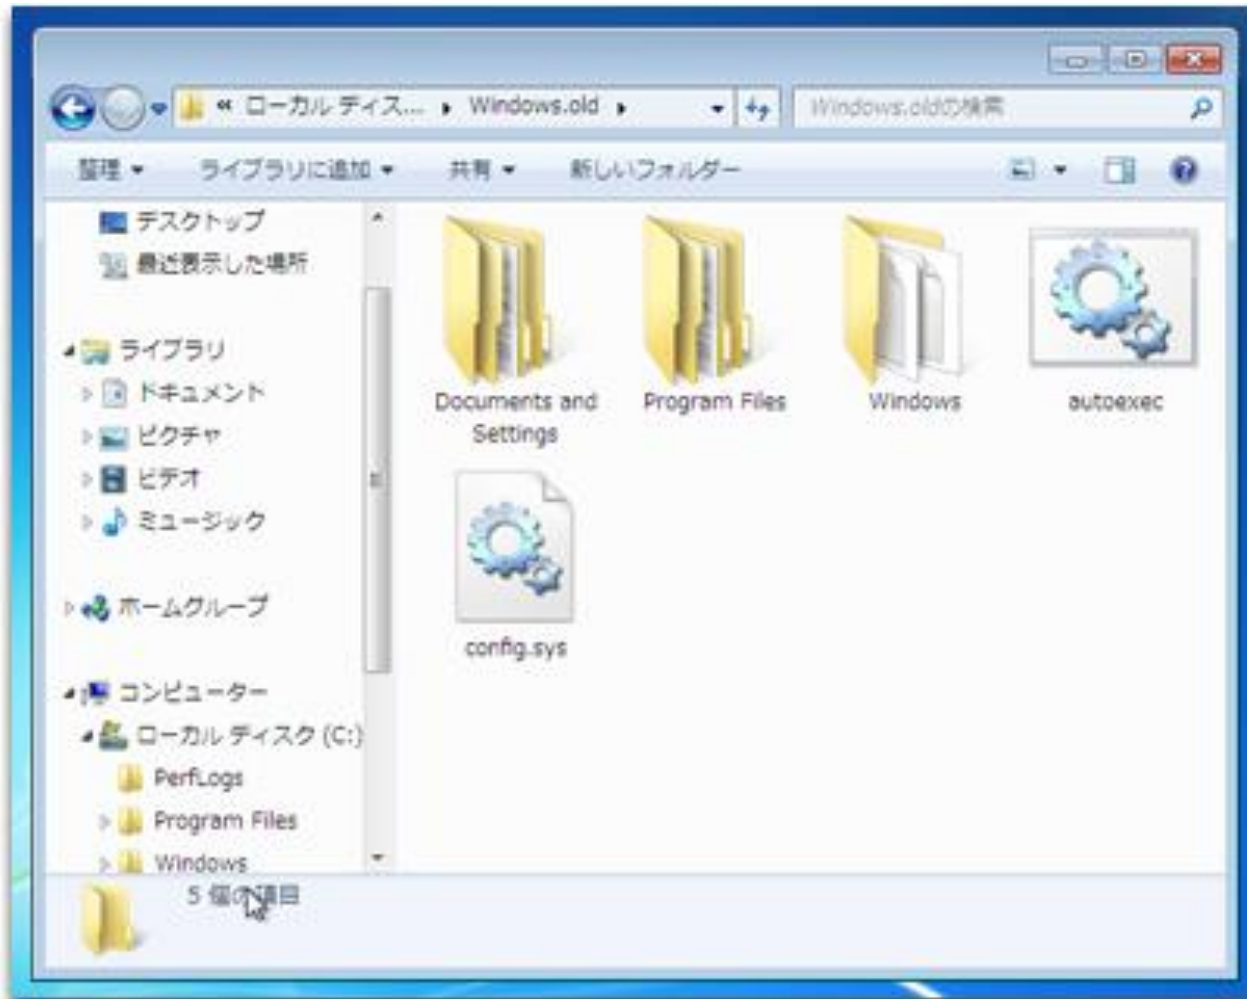 « ローカル ディス... ▸ Windows.old ▸
Windows.oldの検索
整理 ライブラリに追加 共有 新しいフォルダー
デスクトップ
最近表示した場所
ライブラリ
ドキュメント
ピクチャ
ビデオ
ミュージック
ホームグループ
コンピューター
ローカル ディスク (C:)
PerfLogs
Program Files
Windows
Documents and
Settings
Program Files
Windows
autoexec
config.sys
5 個の項目